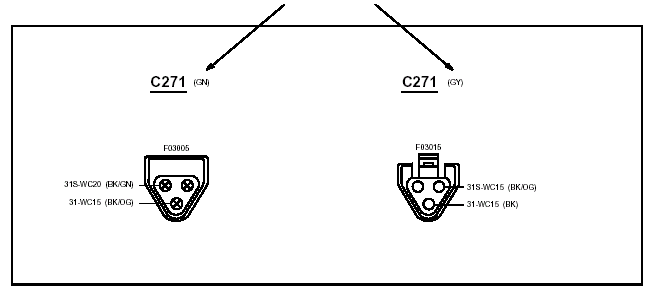 C271 (GN)
C271 (GY)
F03005
F03015
31S-WC20 (BK/GN)
31-WC15 (BK/OG)
31S-WC15 (BK/OG)
31-WC15 (BK)